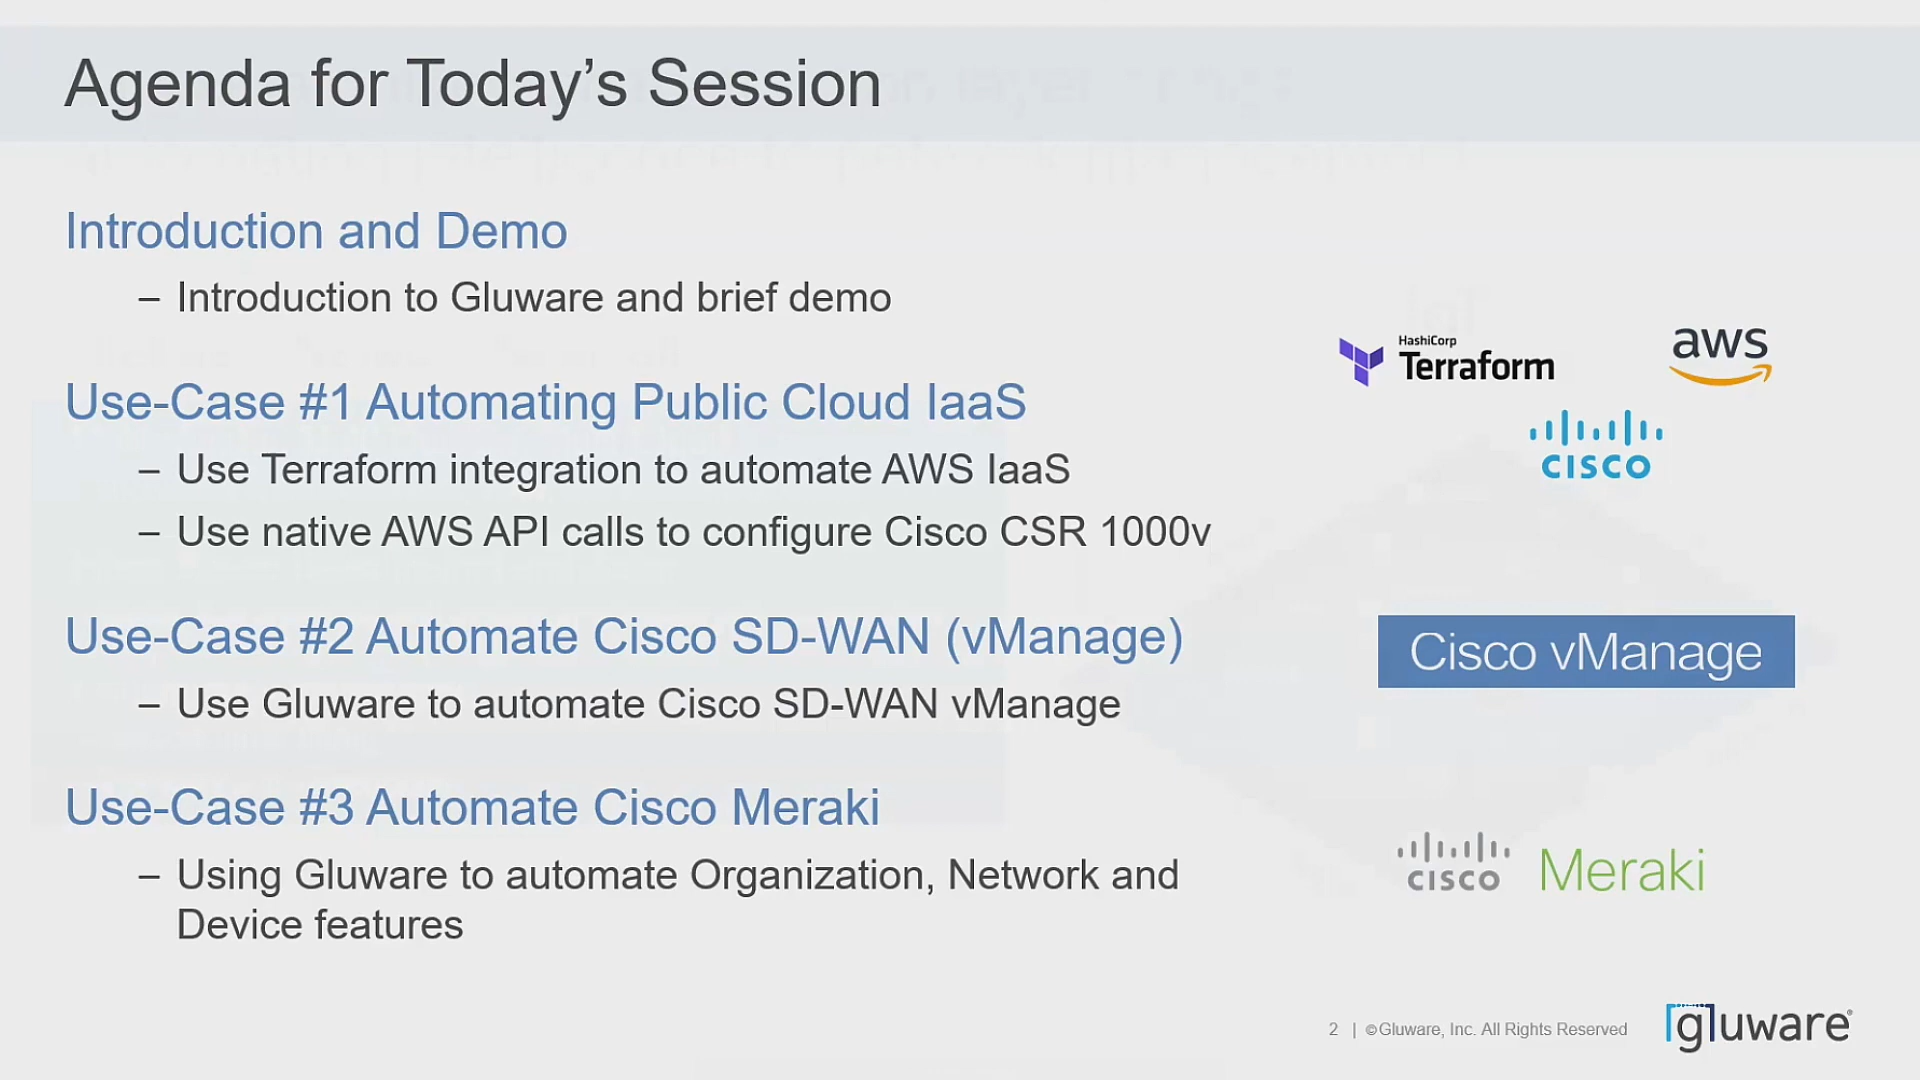 Agenda for Today's Session
Introduction and Demo
– Introduction to Gluware and brief demo
HashiCorp
Terraform
aws
Use-Case #1 Automating Public Cloud IaaS
CISCO
– Use Terraform integration to automate AWS IaaS
– Use native AWS API calls to configure Cisco CSR 1000v
Use-Case #2 Automate Cisco SD-WAN (vManage)
Cisco vManage
– Use Gluware to automate Cisco SD-WAN vManage
Use-Case #3 Automate Cisco Meraki
– Using Gluware to automate Organization, Network and
Device features
CISCO Meraki
2 | ©Gluware, Inc. All Rights Reserved
[g]luware®